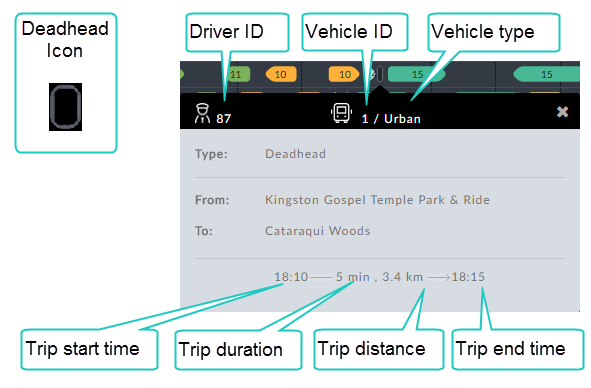 Deadhead
Icon
Driver ID
Vehicle ID
Vehicle type
11
10
10
15
15
87
1 / Urban
Type: Deadhead
From: Kingston Gospel Temple Park & Ride
To: Cataraqui Woods
18:10 5 min , 3.4 km 18:15
Trip start time
Trip duration
Trip distance
Trip end time